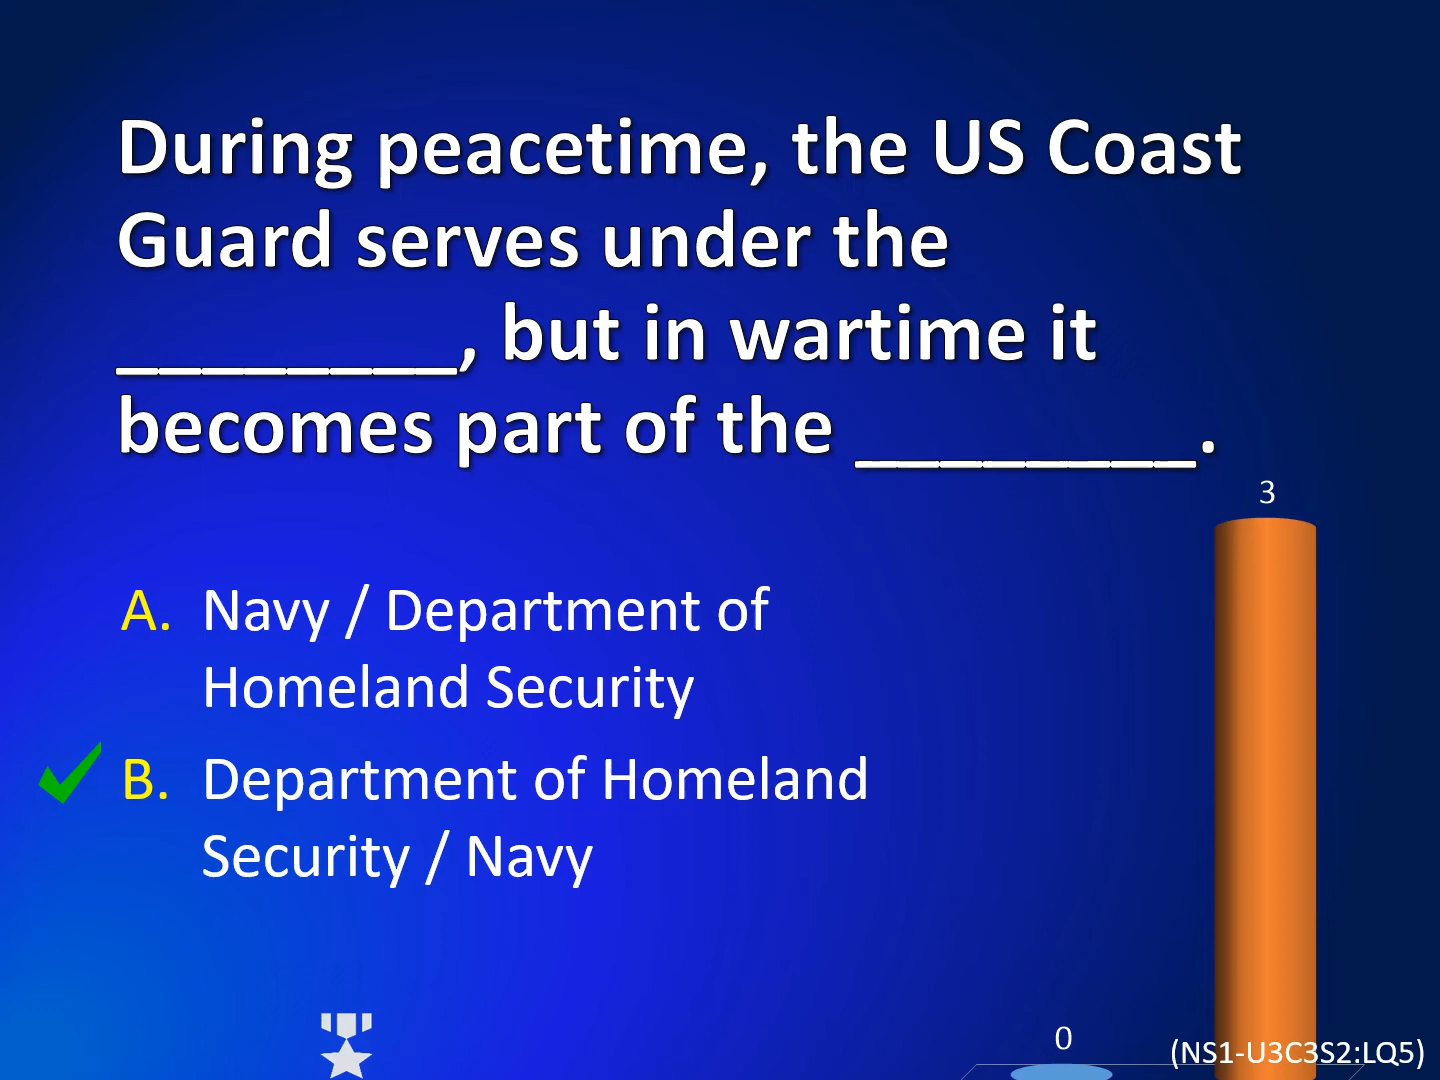 During peacetime, the US Coast
Guard serves under the
________, but in wartime it
becomes part of the ________.
3
A. Navy / Department of
Homeland Security
B. Department of Homeland
Security / Navy
0
(NS1-U3C3S2:LQ5)